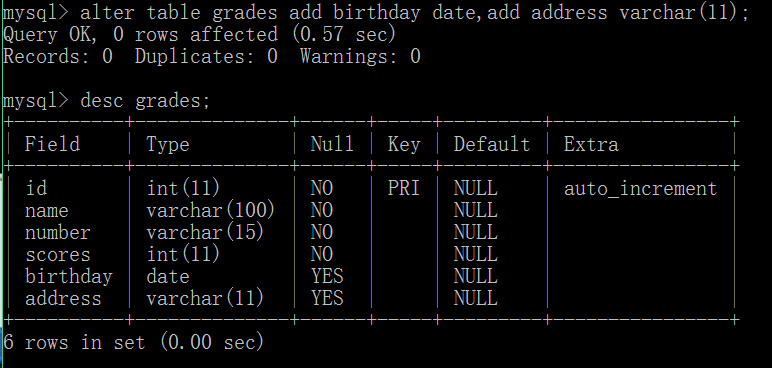 mysql> alter table grades add birthday date,add address varchar(11);
Query OK, 0 rows affected (0.57 sec)
Records: 0  Duplicates: 0  Warnings: 0
mysql> desc grades;
+----------+--------------+------+-----+---------+----------------+
| Field    | Type         | Null | Key | Default | Extra          |
+----------+--------------+------+-----+---------+----------------+
| id       | int(11)      | NO   | PRI | NULL    | auto_increment |
| name     | varchar(100) | NO   |     | NULL    |                |
| number   | varchar(15)  | NO   |     | NULL    |                |
| scores   | int(11)      | NO   |     | NULL    |                |
| birthday | date         | YES  |     | NULL    |                |
| address  | varchar(11)  | YES  |     | NULL    |                |
+----------+--------------+------+-----+---------+----------------+
6 rows in set (0.00 sec)